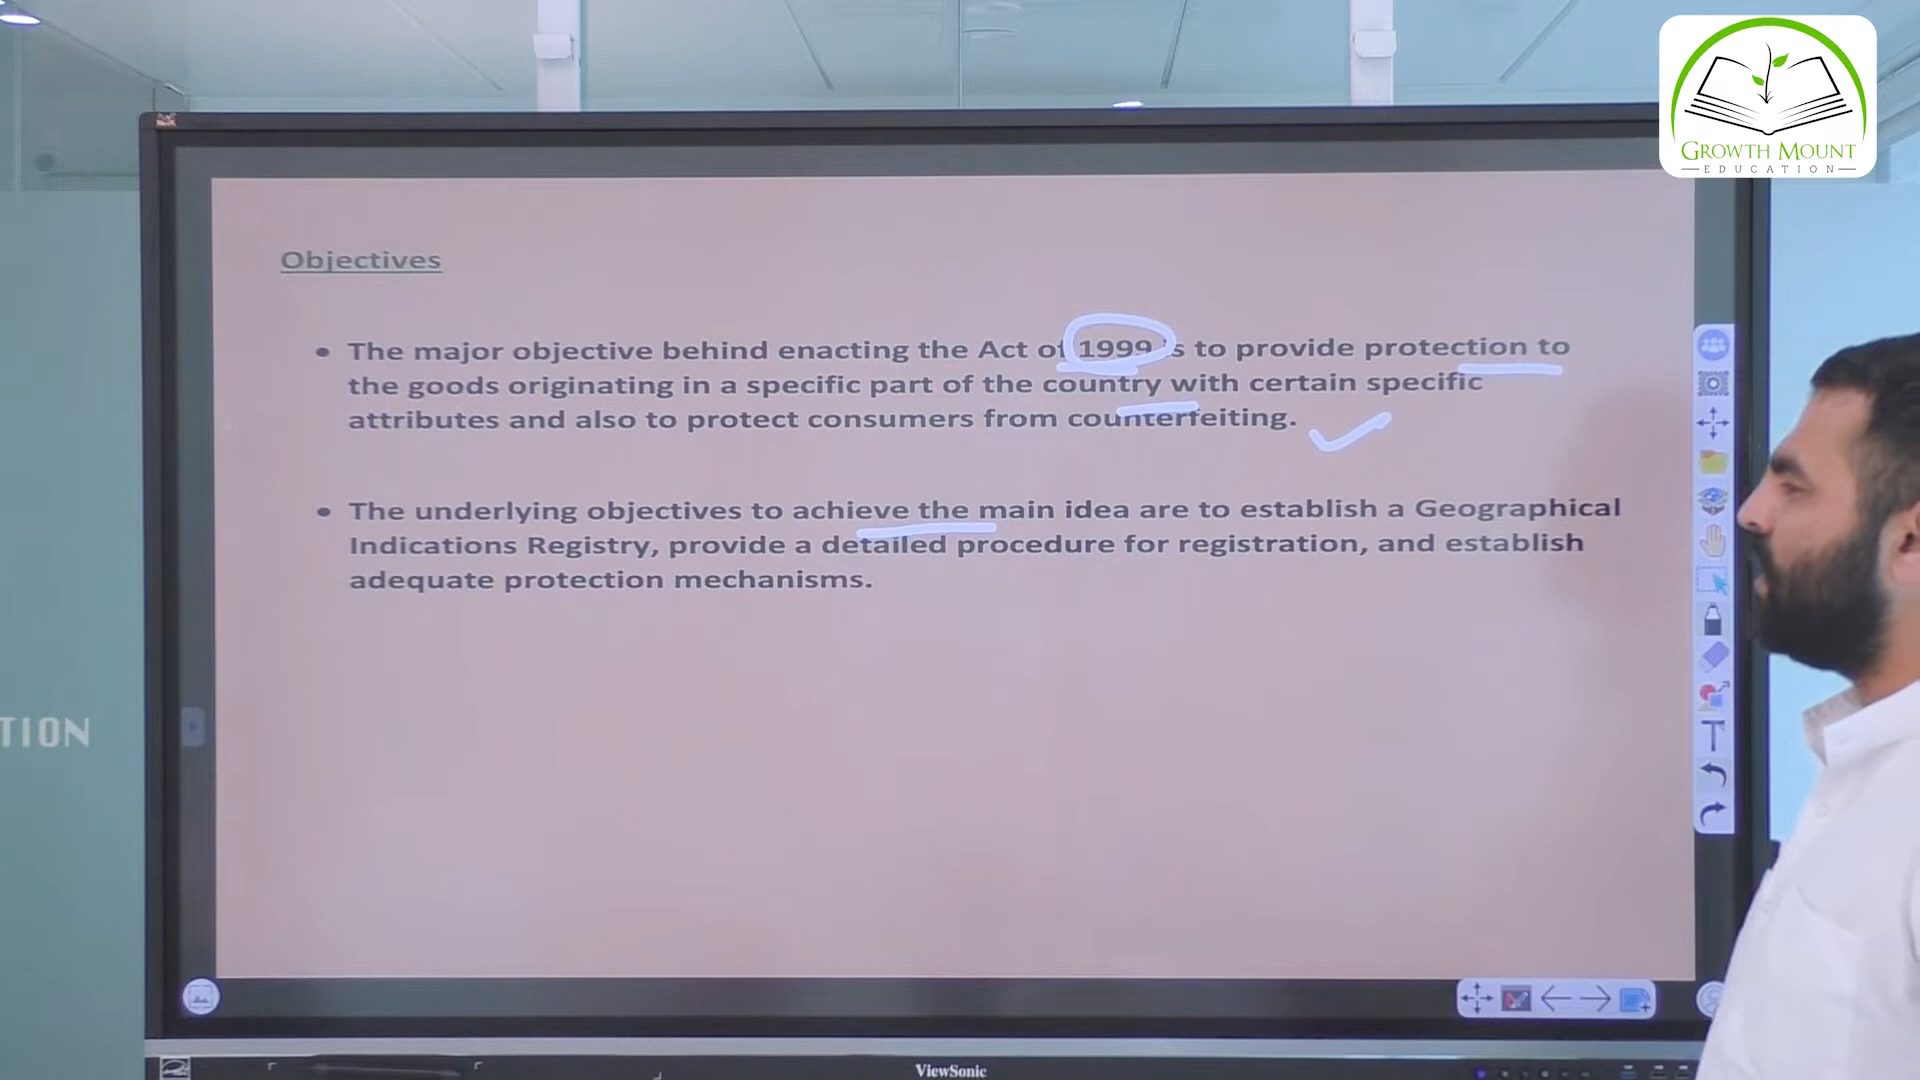 GROWTH MOUNT
EDUCATION
Objectives
• The major objective behind enacting the Act of 1999 is to provide protection to
the goods originating in a specific part of the country with certain specific
attributes and also to protect consumers from counterfeiting.
• The underlying objectives to achieve the main idea are to establish a Geographical
Indications Registry, provide a detailed procedure for registration, and establish
adequate protection mechanisms.
TION
T
ViewSonic